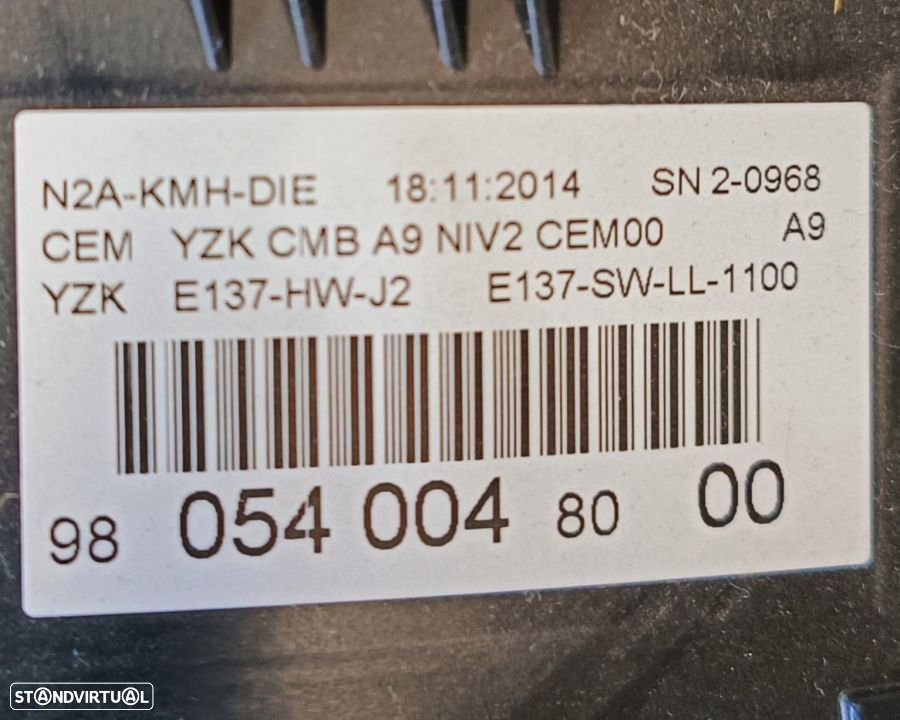 N2A-KMH-DIE 18:11:2014 SN 2-0968
CEM YZK CMB A9 NIV2 CEM00 A9
YZK E137-HW-J2 E137-SW-LL-1100
98 054 004 80 00
STANDVIRTUAL